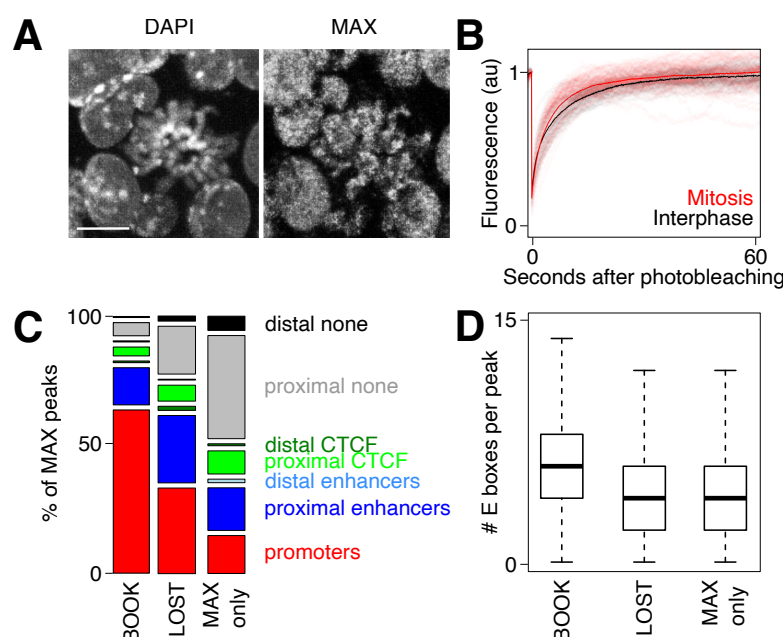 A
DAPI
MAX
B
Fluorescence (au)
1
0
Mitosis
Interphase
0
60
Seconds after photobleaching
C
% of MAX peaks
100
50
0
distal none
proximal none
distal CTCF
proximal CTCF
distal enhancers
proximal enhancers
promoters
BOOK
LOST
MAX
only
D
# E boxes per peak
15
0
BOOK
LOST
MAX
only